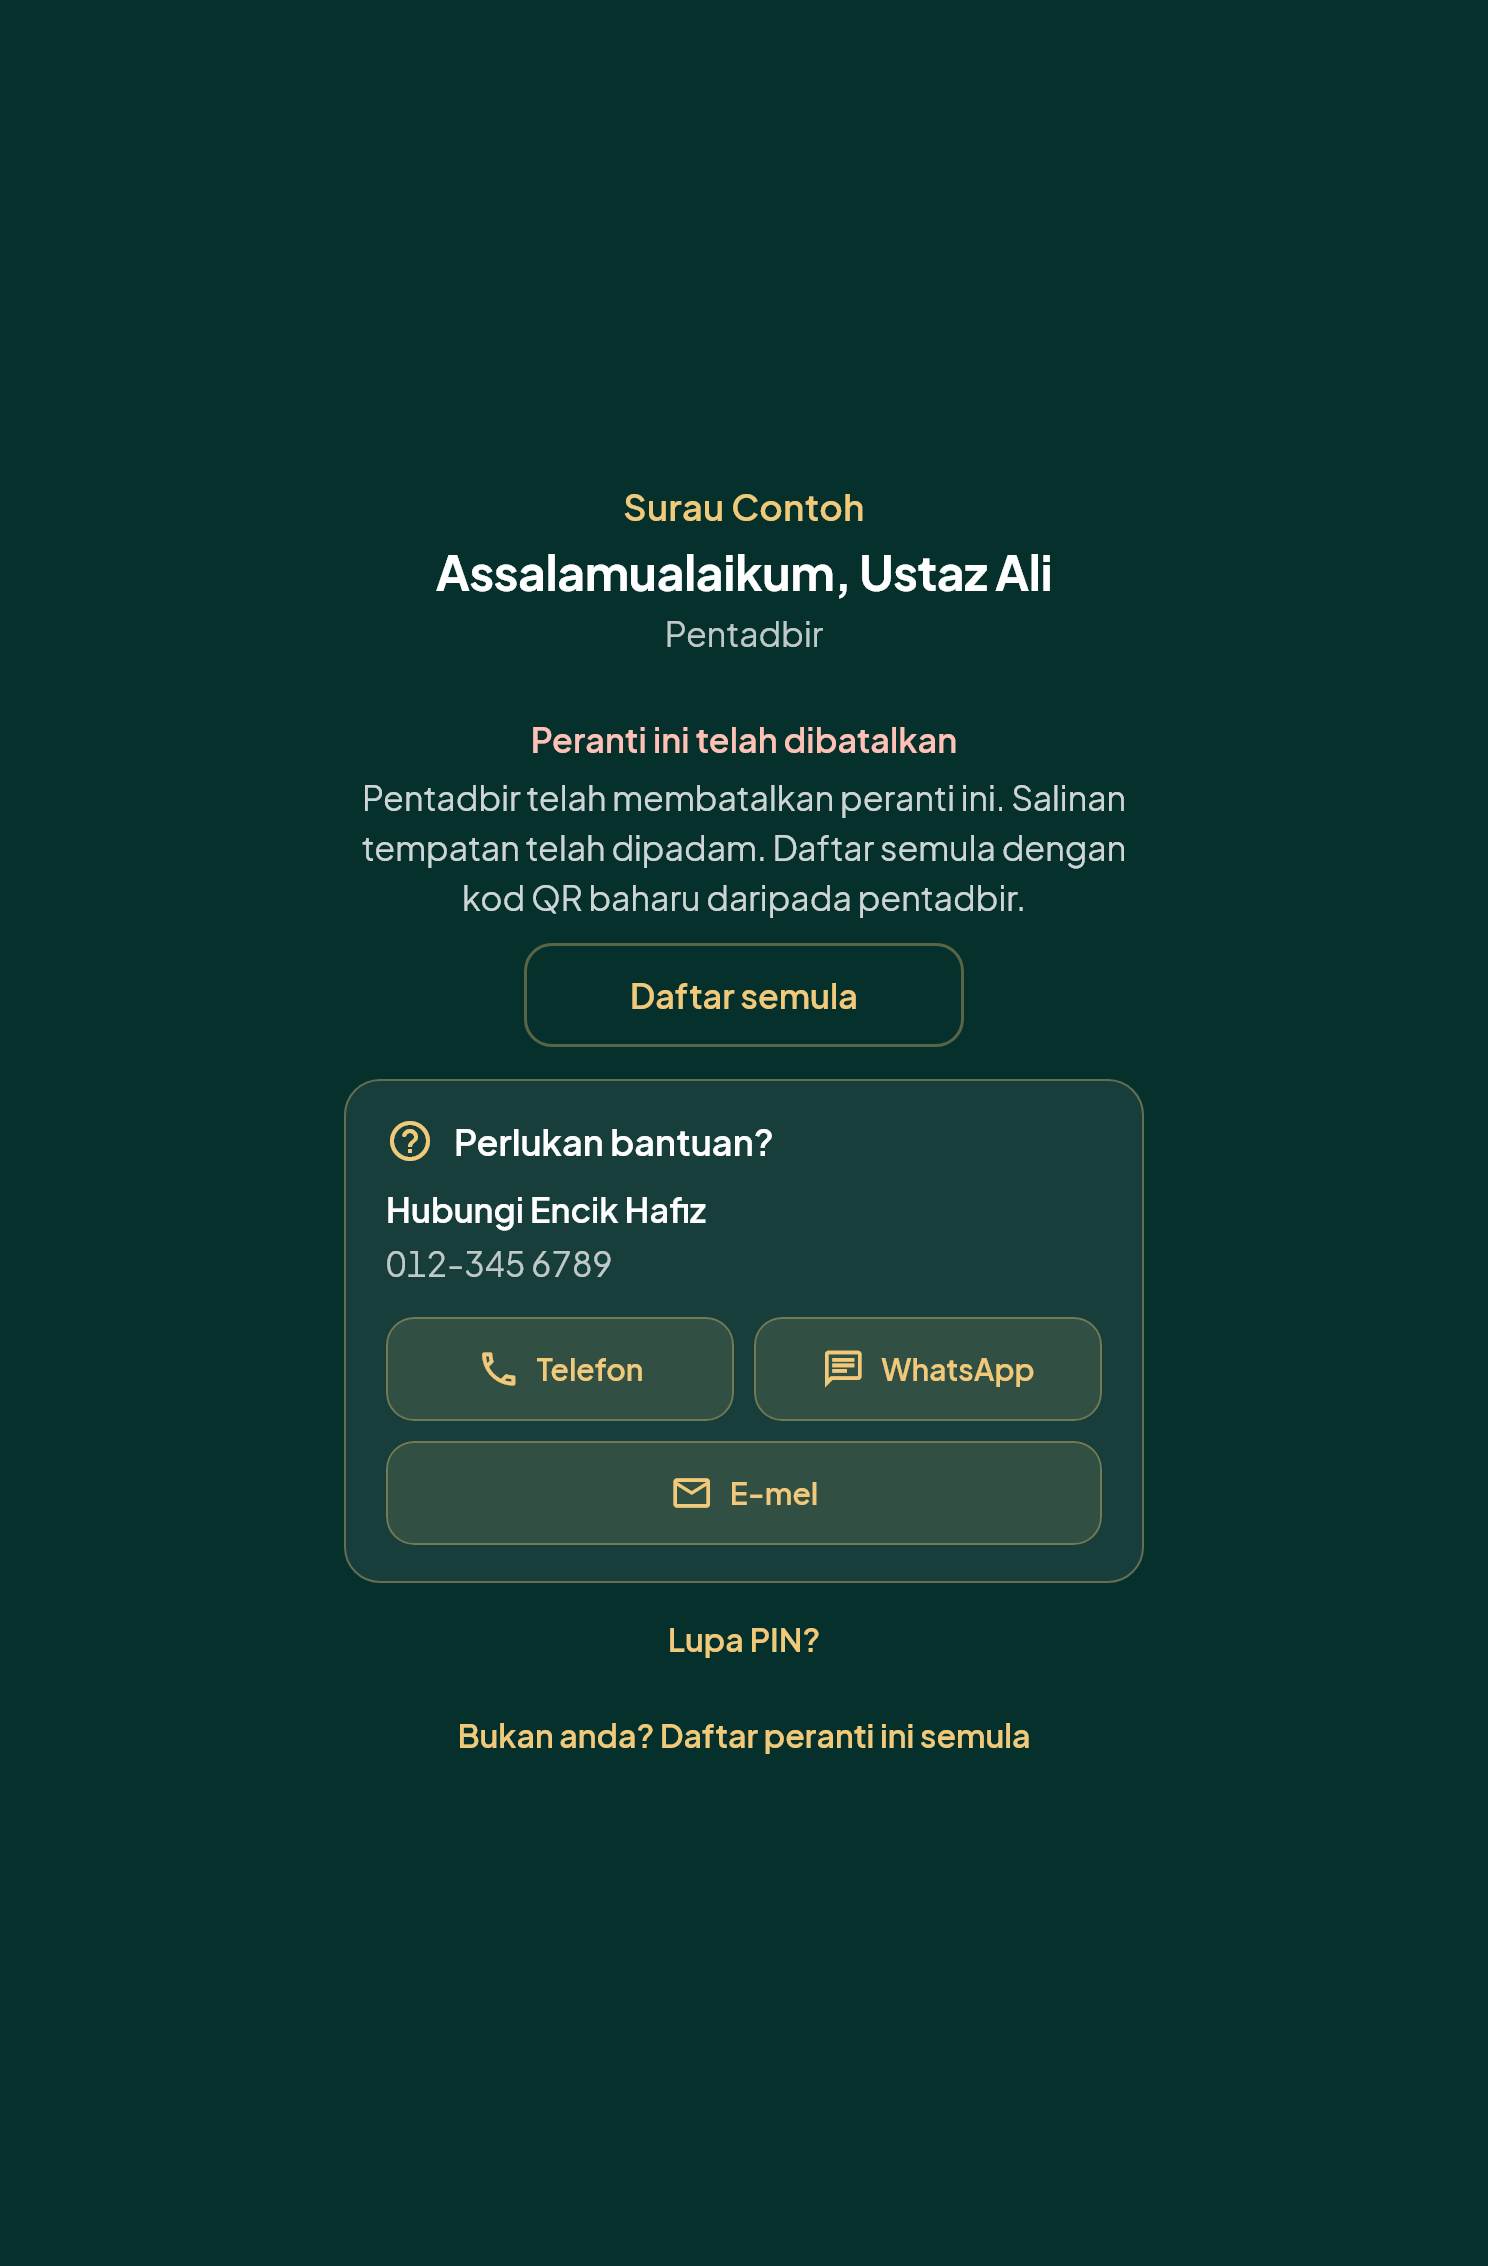 Surau Contoh
Assalamualaikum, Ustaz Ali
Pentadbir
Peranti ini telah dibatalkan
Pentadbir telah membatalkan peranti ini. Salinan
tempatan telah dipadam. Daftar semula dengan
kod QR baharu daripada pentadbir.
Daftar semula
Perlukan bantuan?
Hubungi Encik Hafiz
012-345 6789
Telefon
WhatsApp
E-mel
Lupa PIN?
Bukan anda? Daftar peranti ini semula